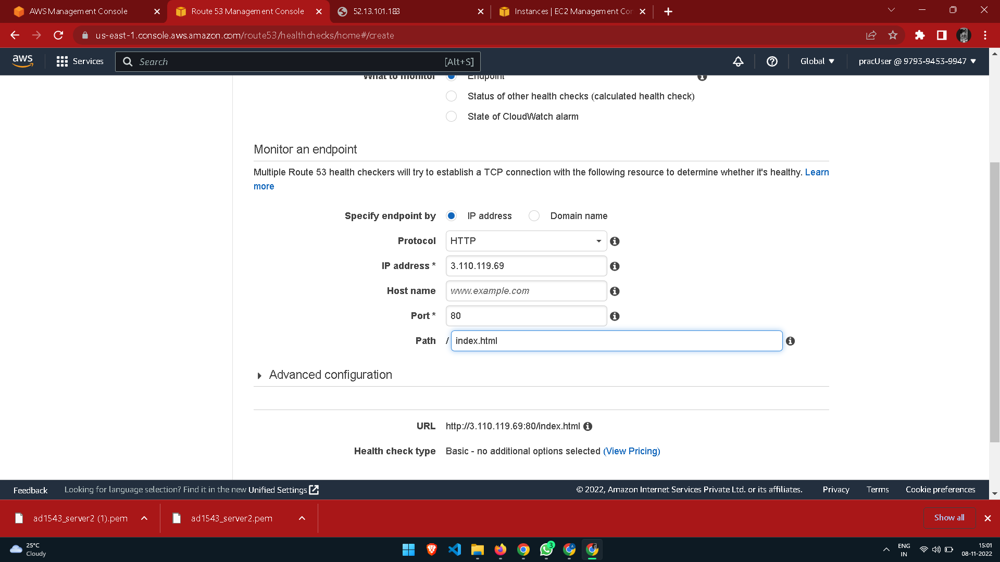 AWS Management Console
Route 53 Management Console
52.13.101.183
Instances | EC2 Management Con
us-east-1.console.aws.amazon.com/route53/healthchecks/home#/create
aws
Services
Search
[Alt+S]
Global
pracUser @ 9793-9453-9947
What to monitor
Endpoint
Status of other health checks (calculated health check)
State of CloudWatch alarm
Monitor an endpoint
Multiple Route 53 health checkers will try to establish a TCP connection with the following resource to determine whether it's healthy. Learn
more
Specify endpoint by
IP address
Domain name
Protocol
HTTP
IP address *
3.110.119.69
Host name
www.example.com
Port *
80
Path
/ index.html
Advanced configuration
URL
http://3.110.119.69:80/index.html
Health check type
Basic - no additional options selected (View Pricing)
Feedback
Looking for language selection? Find it in the new Unified Settings
© 2022, Amazon Internet Services Private Ltd. or its affiliates.
Privacy
Terms
Cookie preferences
ad1543_server2 (1).pem
ad1543_server2.pem
Show all
25°C
Cloudy
3
A
ENG
IN
15:01
08-11-2022